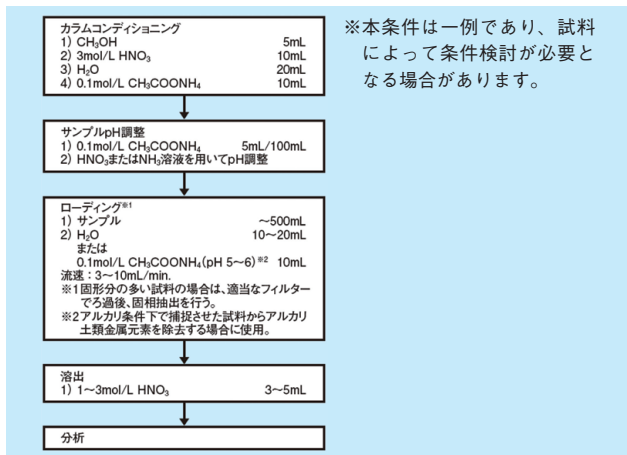 カラムコンディショニング
1) CH₃OH 5mL
2) 3mol/L HNO₃ 10mL
3) H₂O 20mL
4) 0.1mol/L CH₃COONH₄ 10mL
サンプルpH調整
1) 0.1mol/L CH₃COONH₄ 5mL/100mL
2) HNO₃またはNH₃溶液を用いてpH調整
ローディング※1
1) サンプル ～500mL
2) H₂O 10～20mL
または
0.1mol/L CH₃COONH₄(pH 5～6)※2 10mL
流速：3～10mL/min.
※1固形分の多い試料の場合は、適当なフィルター
でろ過後、固相抽出を行う。
※2アルカリ条件下で捕捉させた試料からアルカリ
土類金属元素を除去する場合に使用。
溶出
1) 1～3mol/L HNO₃ 3～5mL
分析
※本条件は一例であり、試料
によって条件検討が必要と
なる場合があります。